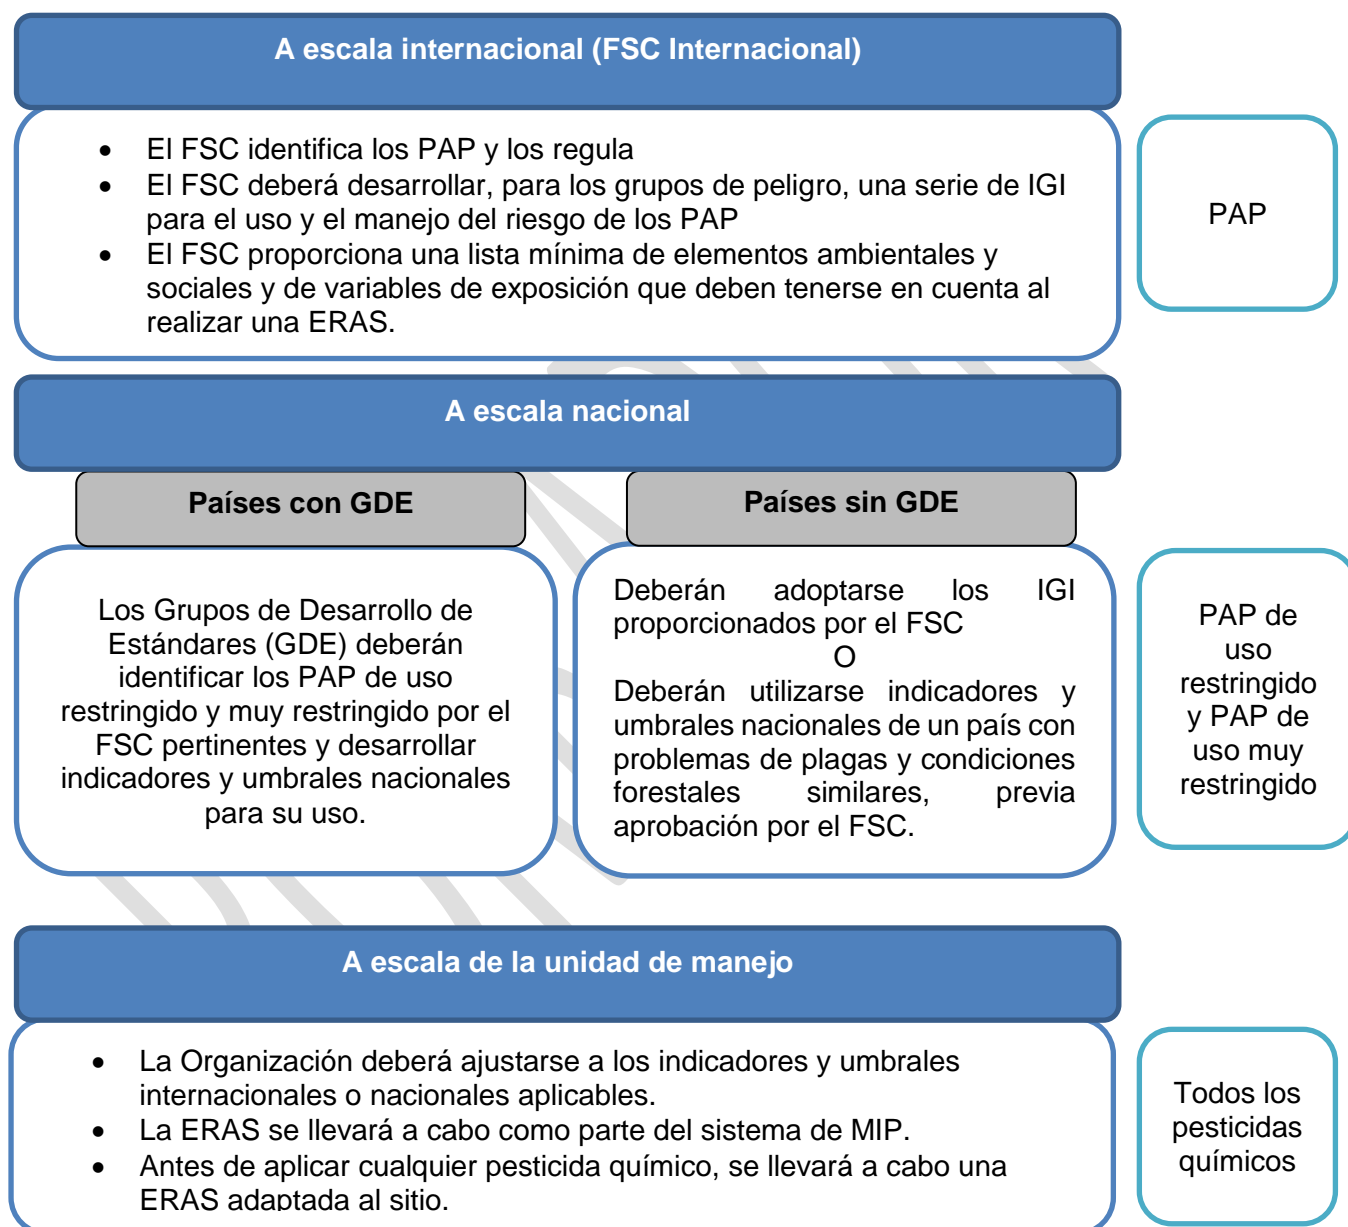 A escala internacional (FSC Internacional)
• El FSC identifica los PAP y los regula
• El FSC deberá desarrollar, para los grupos de peligro, una serie de IGI
para el uso y el manejo del riesgo de los PAP
• El FSC proporciona una lista mínima de elementos ambientales y
sociales y de variables de exposición que deben tenerse en cuenta al
realizar una ERAS.
PAP
A escala nacional
Países con GDE
Los Grupos de Desarrollo de
Estándares (GDE) deberán
identificar los PAP de uso
restringido y muy restringido por el
FSC pertinentes y desarrollar
indicadores y umbrales nacionales
para su uso.
Países sin GDE
Deberán adoptarse los IGI
proporcionados por el FSC
O
Deberán utilizarse indicadores y
umbrales nacionales de un país con
problemas de plagas y condiciones
forestales similares, previa
aprobación por el FSC.
PAP de
uso
restringido
y PAP de
uso muy
restringido
A escala de la unidad de manejo
• La Organización deberá ajustarse a los indicadores y umbrales
internacionales o nacionales aplicables.
• La ERAS se llevará a cabo como parte del sistema de MIP.
• Antes de aplicar cualquier pesticida químico, se llevará a cabo una
ERAS adaptada al sitio.
Todos los
pesticidas
químicos